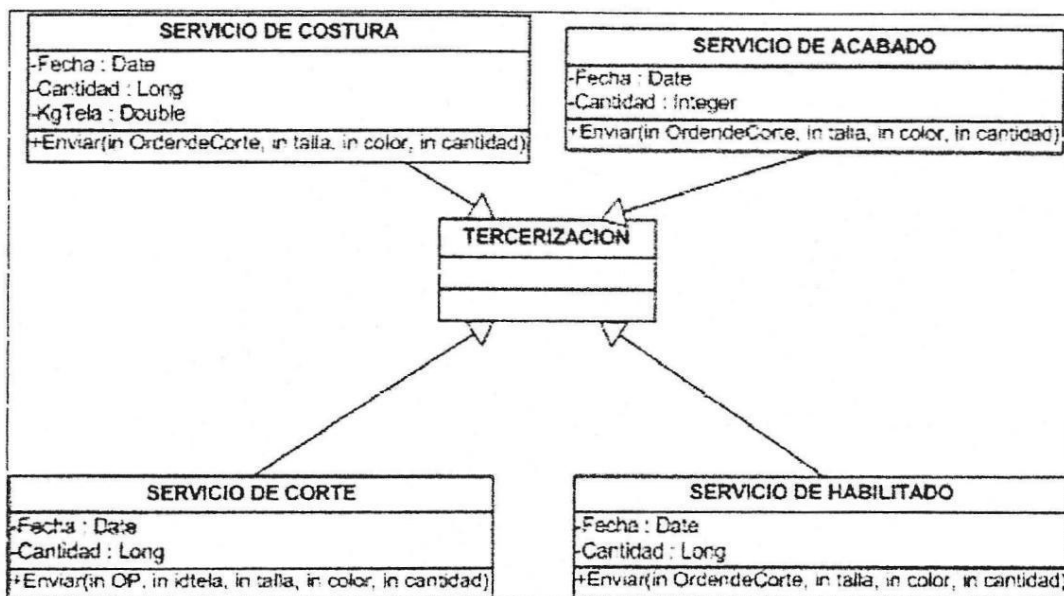 SERVICIO DE COSTURA
-Fecha : Date
-Cantidad : Long
-KgTela : Double
+Enviar(in OrdendeCorte, in talla, in color, in cantidad)
SERVICIO DE ACABADO
-Fecha : Date
-Cantidad : Integer
+Enviar(in OrdendeCorte, in talla, in color, in cantidad)
TERCERIZACION
SERVICIO DE CORTE
-Fecha : Date
-Cantidad : Long
+Enviar(in OP, in idtela, in talla, in color, in cantidad)
SERVICIO DE HABILITADO
-Fecha : Date
-Cantidad : Long
+Enviar(in OrdendeCorte, in talla, in color, in cantidad)